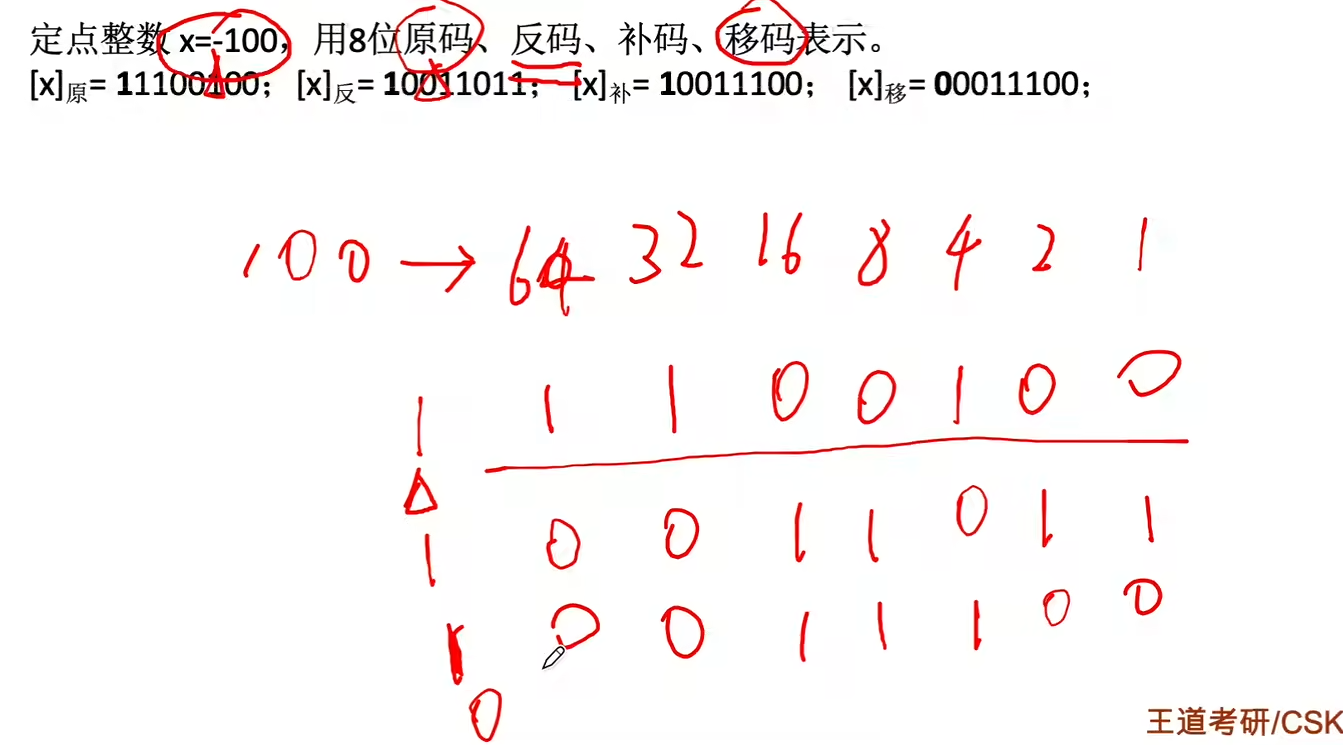 定点整数 x=-100，用8位原码、反码、补码、移码表示。
[x]原= 11100100； [x]反= 10011011； [x]补= 10011100； [x]移= 00011100；
100 → 64 32 16 8 4 2 1
1 1 1 0 0 1 0 0
1 0 0 1 1 0 1 1
1 0 0 1 1 1 0 0
0
王道考研/CSK